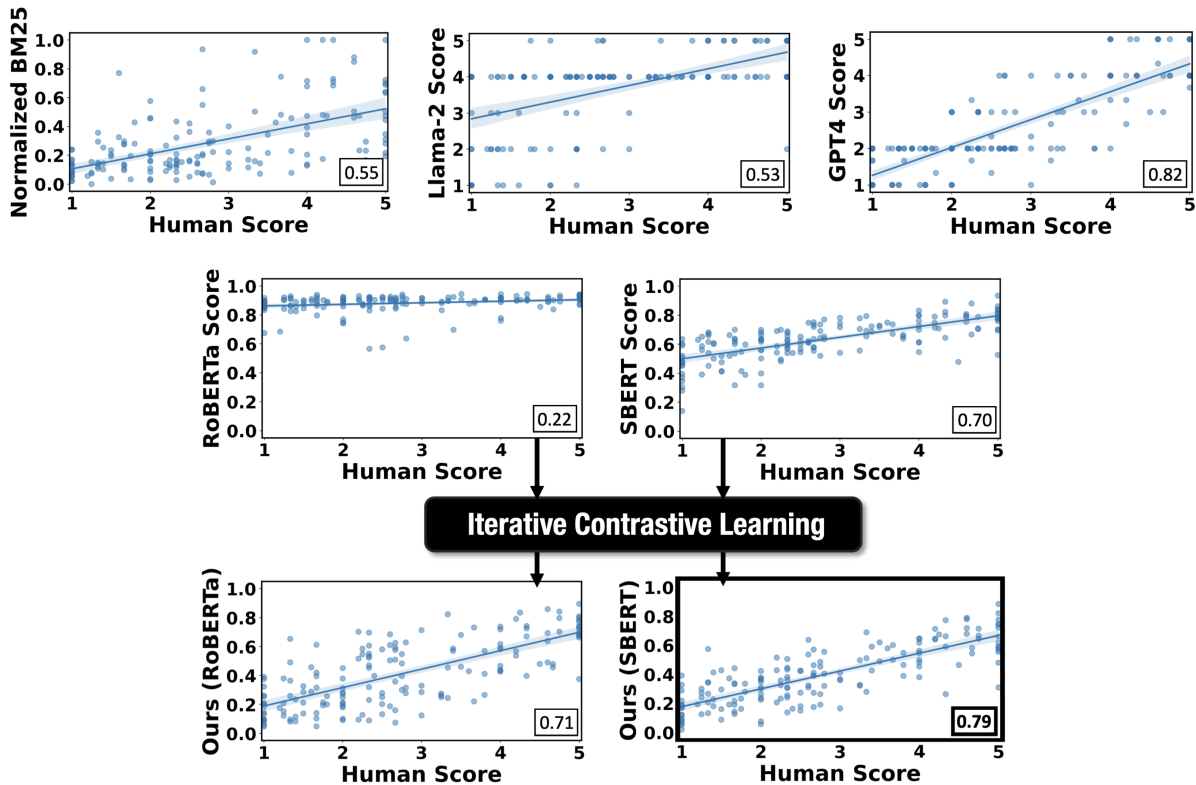 Normalized BM25
1.0
0.8
0.6
0.4
0.2
0.0
1 2 3 4 5
Human Score
0.55
Llama-2 Score
5
4
3
2
1
1 2 3 4 5
Human Score
0.53
GPT4 Score
5
4
3
2
1
1 2 3 4 5
Human Score
0.82
RoBERTa Score
1.0
0.8
0.6
0.4
0.2
0.0
1 2 3 4 5
Human Score
0.22
SBERT Score
1.0
0.8
0.6
0.4
0.2
0.0
1 2 3 4 5
Human Score
0.70
Iterative Contrastive Learning
Ours (RoBERTa)
1.0
0.8
0.6
0.4
0.2
0.0
1 2 3 4 5
Human Score
0.71
Ours (SBERT)
1.0
0.8
0.6
0.4
0.2
0.0
1 2 3 4 5
Human Score
0.79